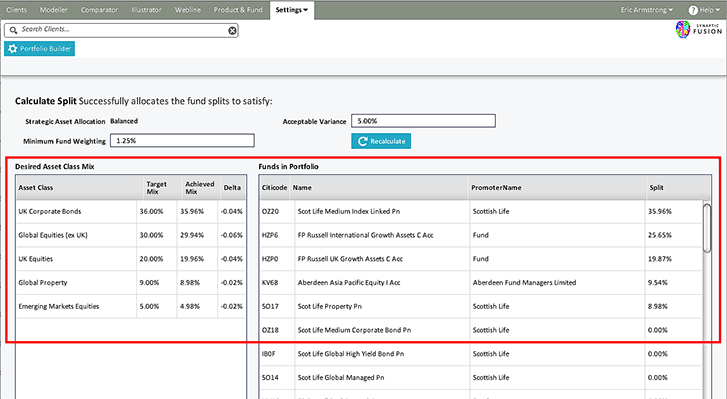 Clients Modeller Comparator Illustrator Webline Product & Fund Settings Eric Armstrong Help
Search Clients...
SYNAPTIC
FUSION
Portfolio Builder
Calculate Split Successfully allocates the fund splits to satisfy:
Strategic Asset Allocation Balanced Acceptable Variance 5.00%
Minimum Fund Weighting 1.25% Recalculate
Desired Asset Class Mix Funds in Portfolio
Asset Class Target Mix Achieved Mix Delta Citicode Name PromoterName Split
UK Corporate Bonds 36.00% 35.96% -0.04% OZ20 Scot Life Medium Index Linked Pn Scottish Life 35.96%
Global Equities (ex UK) 30.00% 29.94% -0.06% HZP6 FP Russell International Growth Assets C Acc Fund 25.65%
UK Equities 20.00% 19.96% -0.04% HZP0 FP Russell UK Growth Assets C Acc Fund 19.87%
Global Property 9.00% 8.98% -0.02% KV68 Aberdeen Asia Pacific Equity I Acc Aberdeen Fund Managers Limited 9.54%
Emerging Markets Equities 5.00% 4.98% -0.02% SO17 Scot Life Property Pn Scottish Life 8.98%
OZ18 Scot Life Medium Corporate Bond Pn Scottish Life 0.00%
IB0F Scot Life Global High Yield Bond Pn Scottish Life 0.00%
SO14 Scot Life Global Managed Pn Scottish Life 0.00%